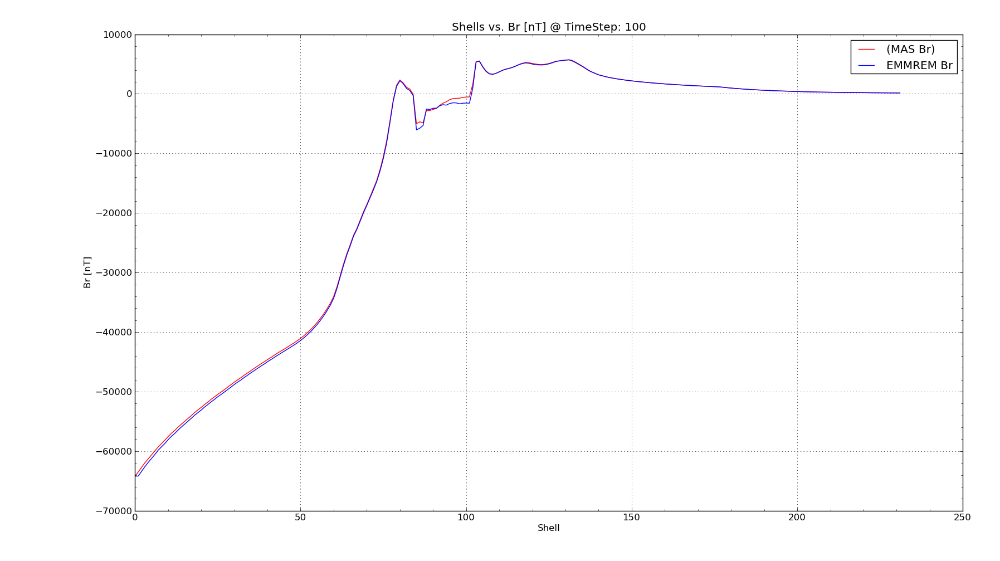 Shells vs. Br [nT] @ TimeStep: 100
(MAS Br)
EMMREM Br
10000
0
−10000
−20000
−30000
−40000
−50000
−60000
−70000
Br [nT]
0 50 100 150 200 250
Shell